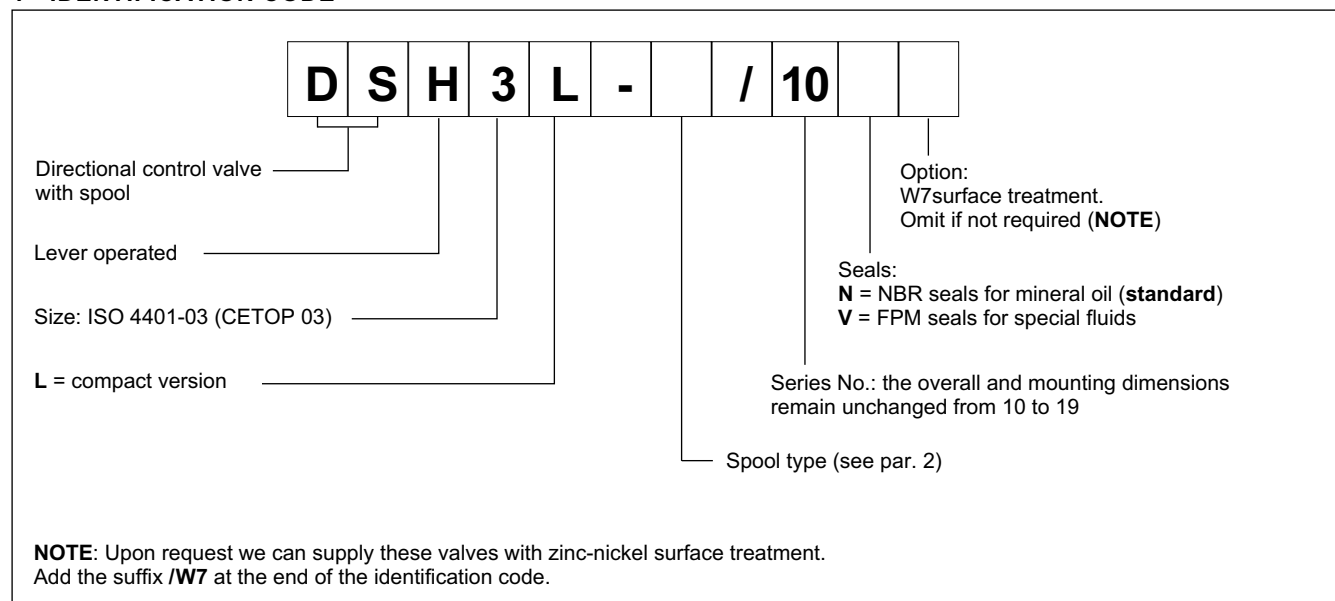 D S H 3 L - / 10
Directional control valve
with spool
Lever operated
Size: ISO 4401-03 (CETOP 03)
L = compact version
Option:
W7surface treatment.
Omit if not required (NOTE)
Seals:
N = NBR seals for mineral oil (standard)
V = FPM seals for special fluids
Series No.: the overall and mounting dimensions
remain unchanged from 10 to 19
Spool type (see par. 2)
NOTE: Upon request we can supply these valves with zinc-nickel surface treatment.
Add the suffix /W7 at the end of the identification code.